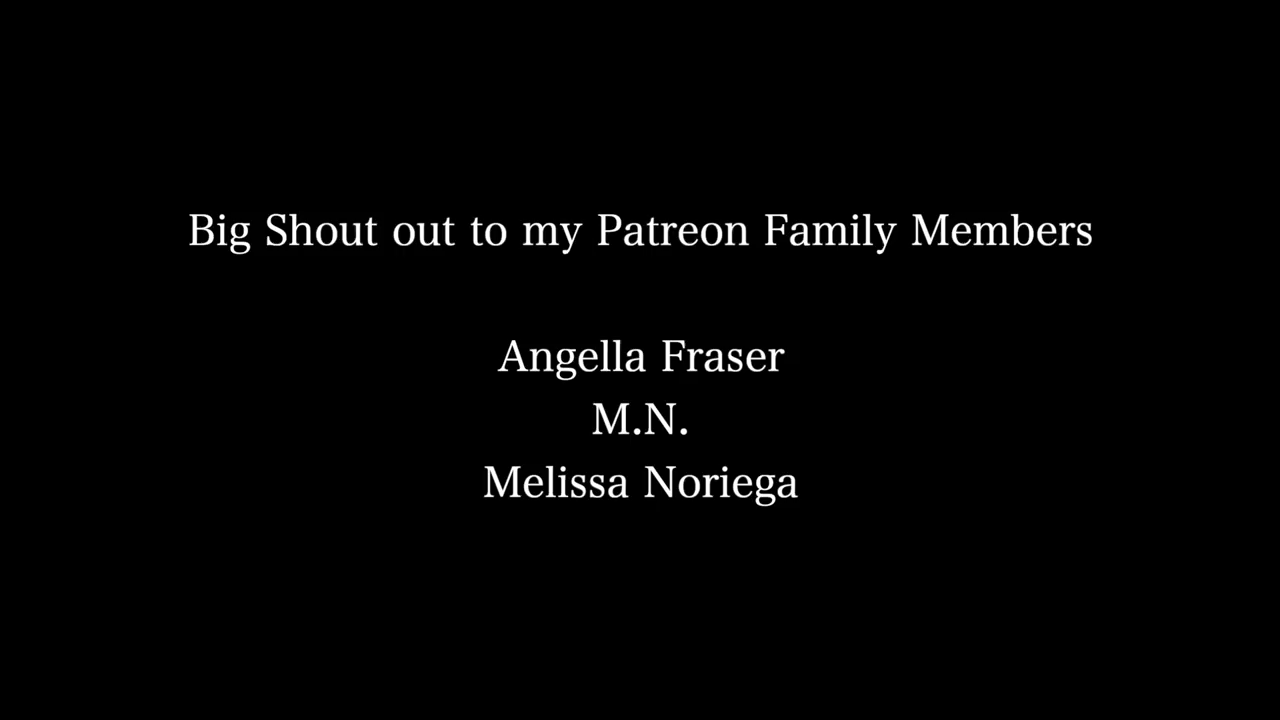 Big Shout out to my Patreon Family Members
Angella Fraser
M.N.
Melissa Noriega